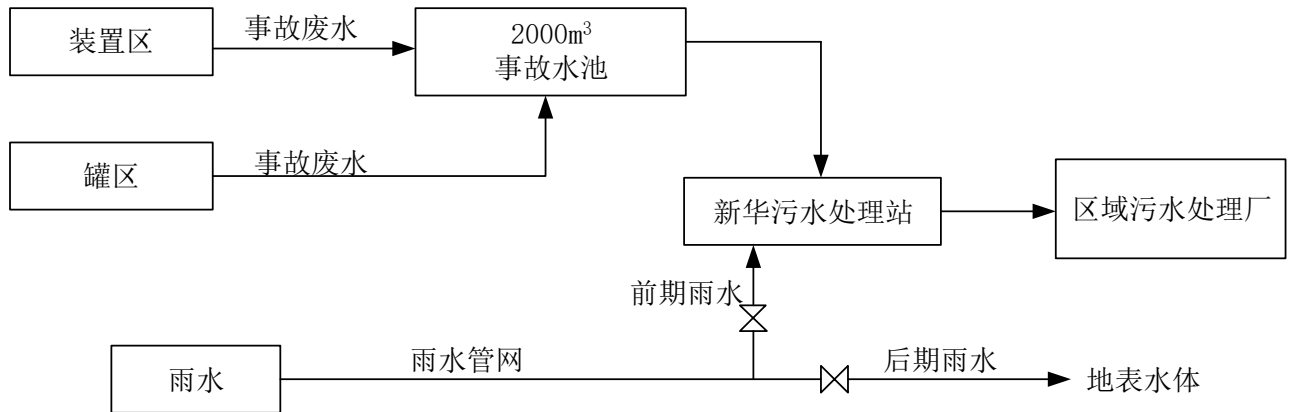 装置区
事故废水
2000m³
事故水池
罐区
事故废水
新华污水处理站
区域污水处理厂
前期雨水
雨水
雨水管网
后期雨水
地表水体